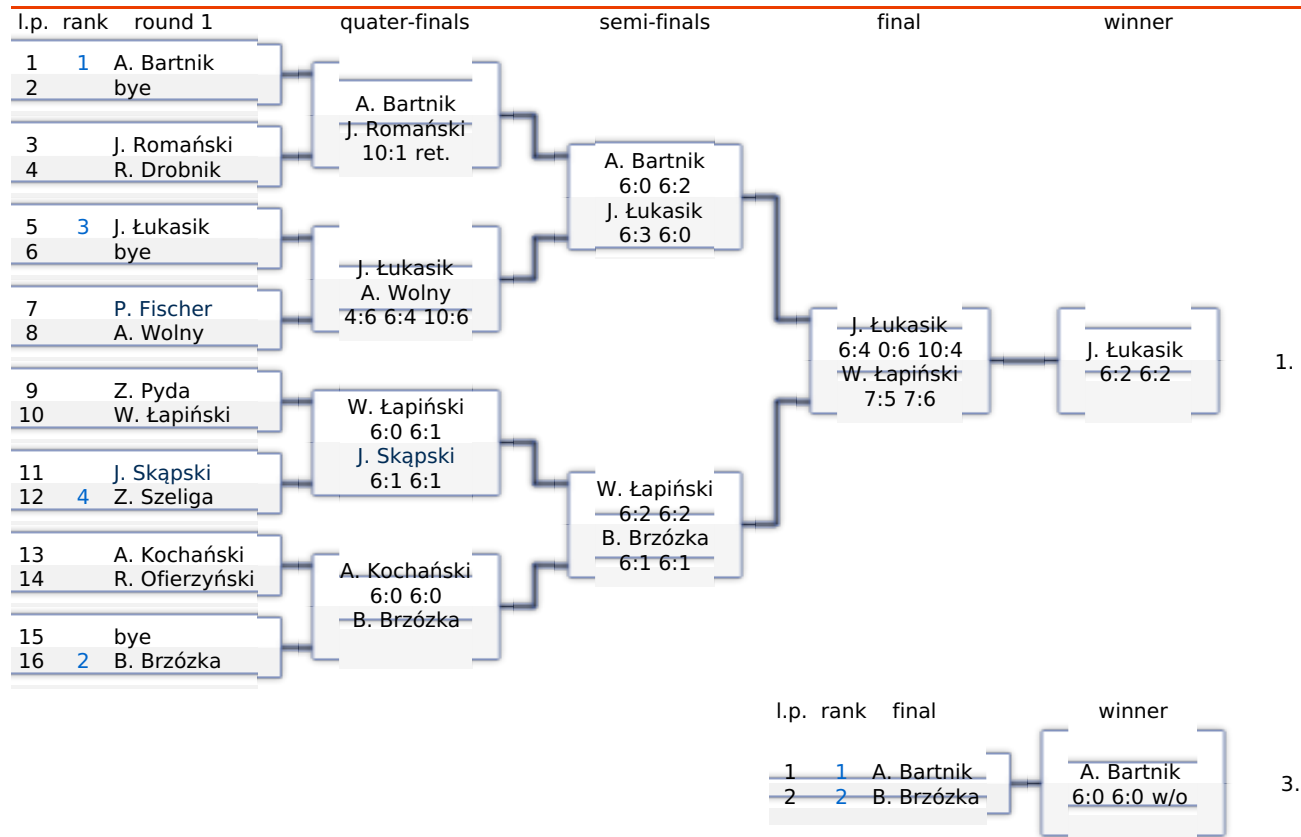 l.p. rank round 1 quater-finals semi-finals final winner
1 1 A. Bartnik
2 bye
3 J. Romański
4 R. Drobnik
5 3 J. Łukasik
6 bye
7 P. Fischer
8 A. Wolny
9 Z. Pyda
10 W. Łapiński
11 J. Skąpski
12 4 Z. Szeliga
13 A. Kochański
14 R. Ofierzyński
15 bye
16 2 B. Brzózka
A. Bartnik
J. Romański
10:1 ret.
J. Łukasik
A. Wolny
4:6 6:4 10:6
W. Łapiński
6:0 6:1
J. Skąpski
6:1 6:1
A. Kochański
6:0 6:0
B. Brzózka
A. Bartnik
6:0 6:2
J. Łukasik
6:3 6:0
W. Łapiński
6:2 6:2
B. Brzózka
6:1 6:1
J. Łukasik
6:4 0:6 10:4
W. Łapiński
7:5 7:6
J. Łukasik
6:2 6:2
1.
l.p. rank final winner
1 1 A. Bartnik
2 2 B. Brzózka
A. Bartnik
6:0 6:0 w/o
3.